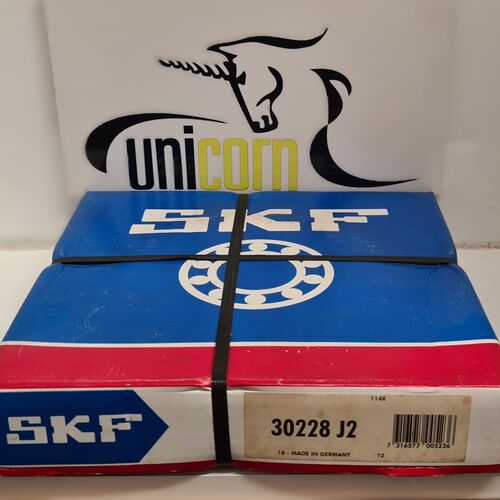 unicorn
SKF
114X
SKF
30228 J2
18 - MADE IN GERMANY
12
7 316577 005236